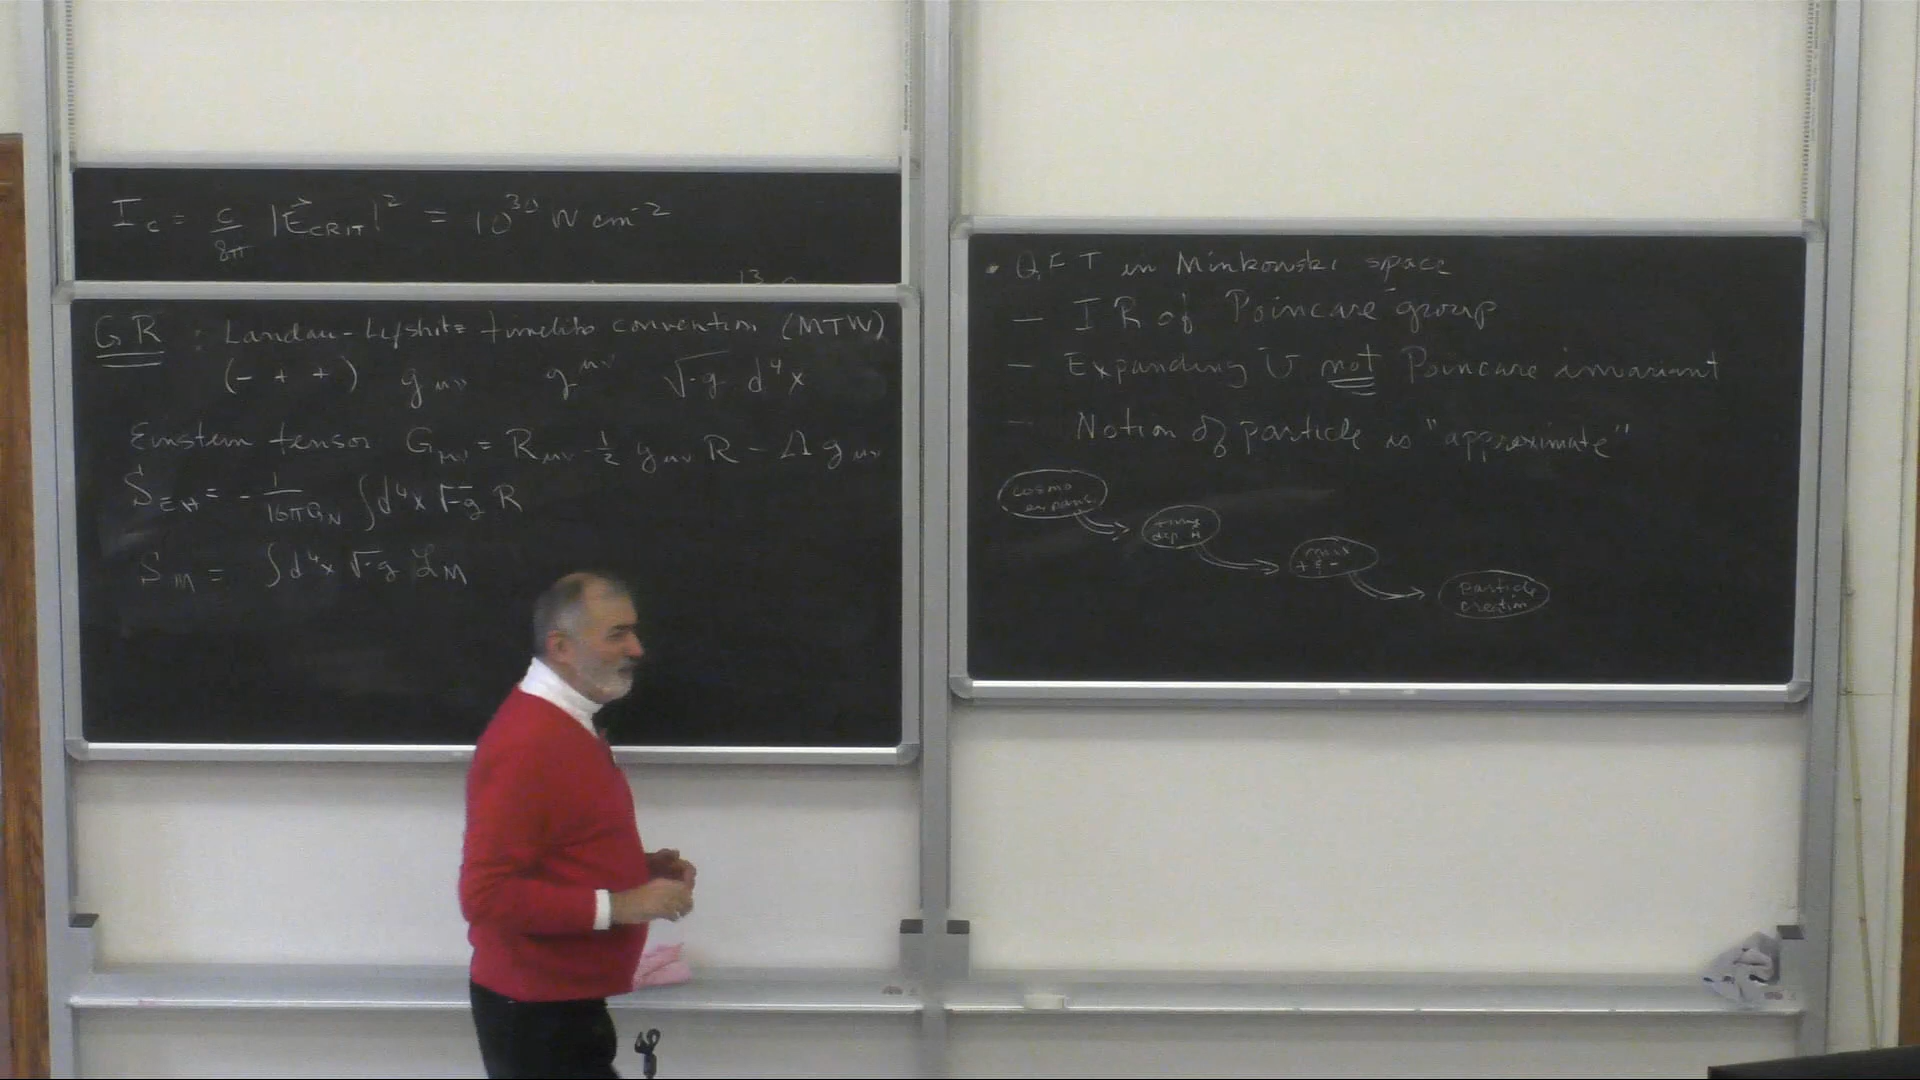 I_c = c/8π |E⃗_CRIT|² = 10³⁰ W cm⁻²
GR : Landau-Lifshitz timelike convention (MTW)
(- + +) g_μν g^μν √-g d⁴x
Einstein tensor G_μν = R_μν - 1/2 g_μν R - Λ g_μν
S_EH = - 1/16πG_N ∫d⁴x √-g R
S_M = ∫d⁴x √-g ℒ_M
• QFT in Minkowski space
- IR of Poincare group
- Expanding U not Poincare invariant
- Notion of particle is "approximate"
cosmo
expans.
time
dep
mix
+ & -
particle
creation